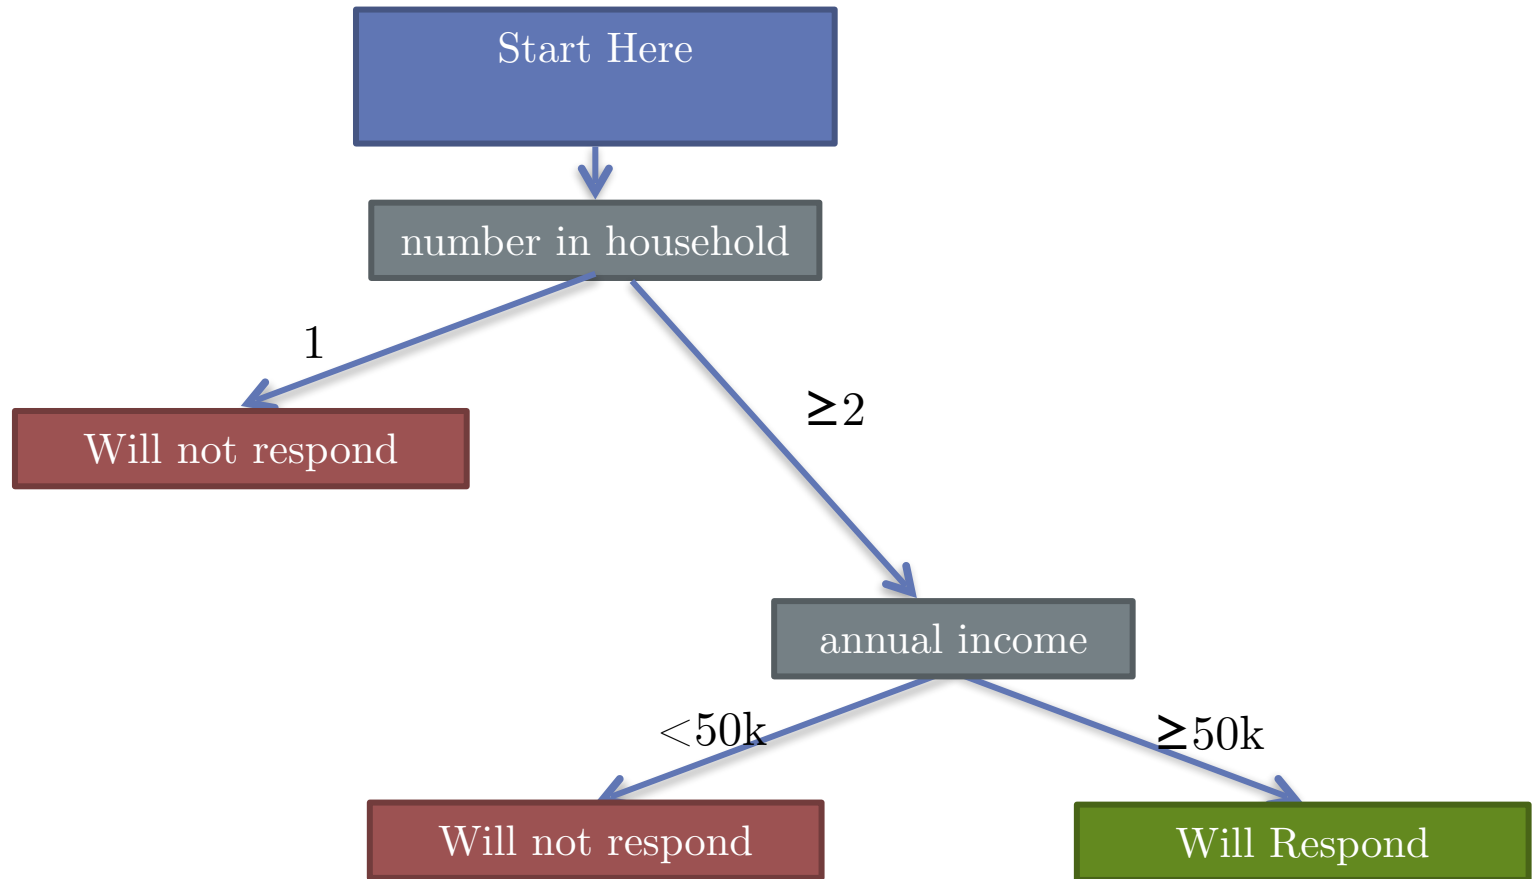 Start Here
number in household
1
≥2
Will not respond
annual income
<50k
≥50k
Will not respond
Will Respond